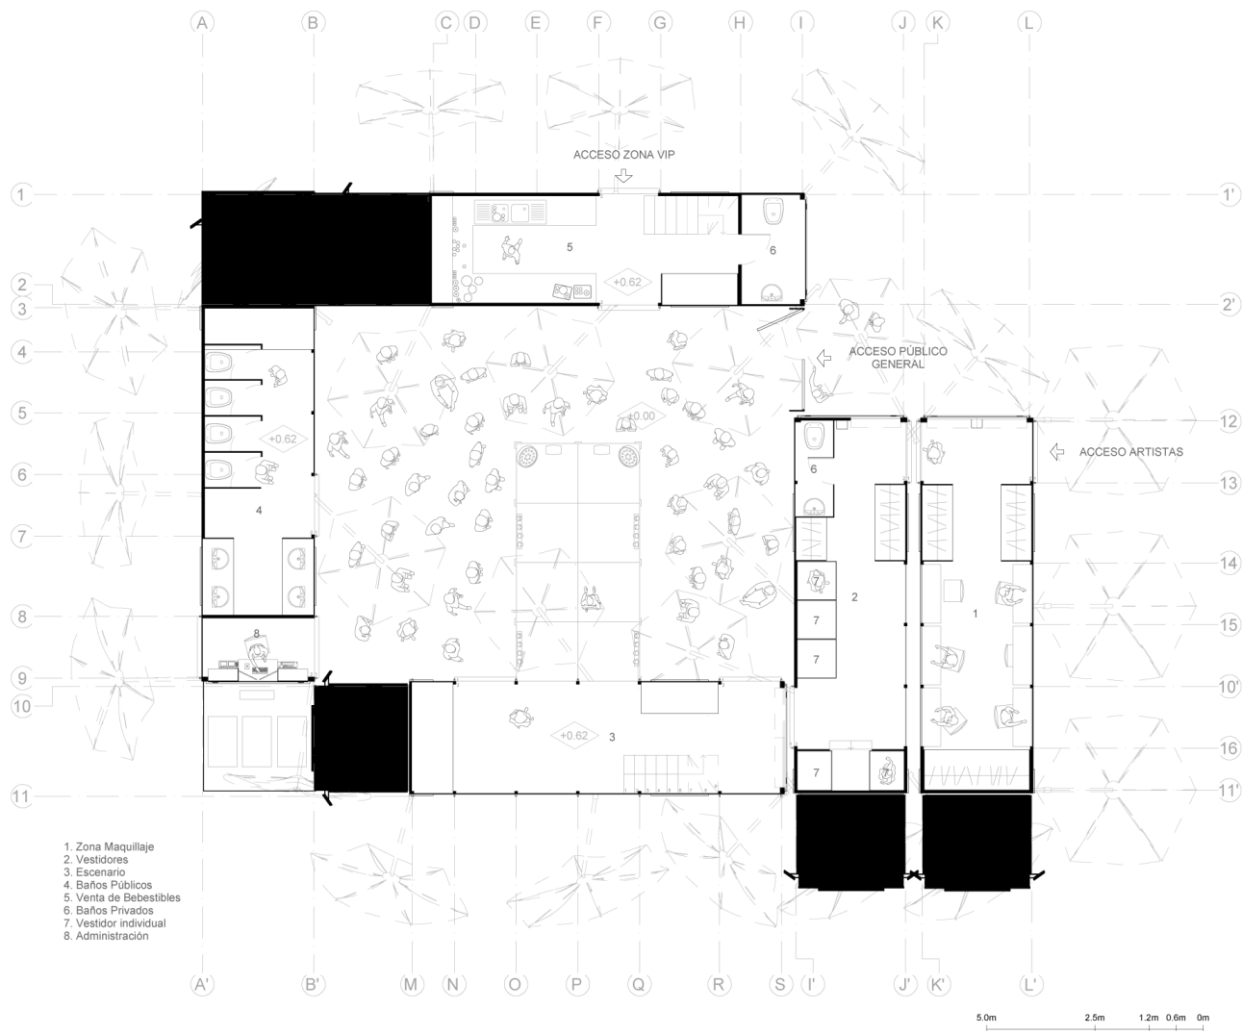 A B C D E F G H I J K L
ACCESO ZONA VIP
1 1'
5 6
+0.62
2 2'
3
4 ACCESO PÚBLICO
GENERAL
5 +0.00 12
+0.62 ACCESO ARTISTAS
6 6 13
4
7
14
7 2 1
8 7 15
8
7
9
10 10'
+0.62 3
16
7 7
11 11'
1. Zona Maquillaje
2. Vestidores
3. Escenario
4. Baños Públicos
5. Venta de Bebestibles
6. Baños Privados
7. Vestidor individual
8. Administración
A' B' M N O P Q R S I' J' K' L'
5.0m 2.5m 1.2m 0.6m 0m